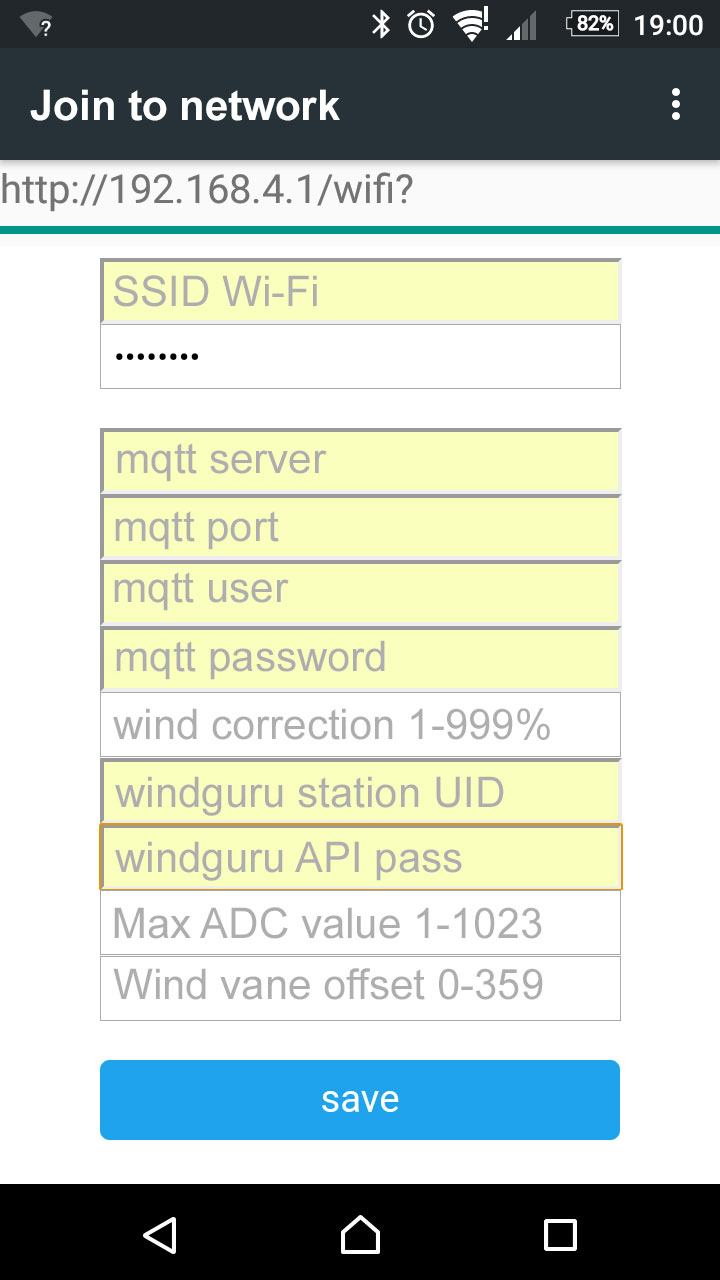 ?
82%
19:00
Join to network
http://192.168.4.1/wifi?
SSID Wi-Fi
••••••••
mqtt server
mqtt port
mqtt user
mqtt password
wind correction 1-999%
windguru station UID
windguru API pass
Max ADC value 1-1023
Wind vane offset 0-359
save